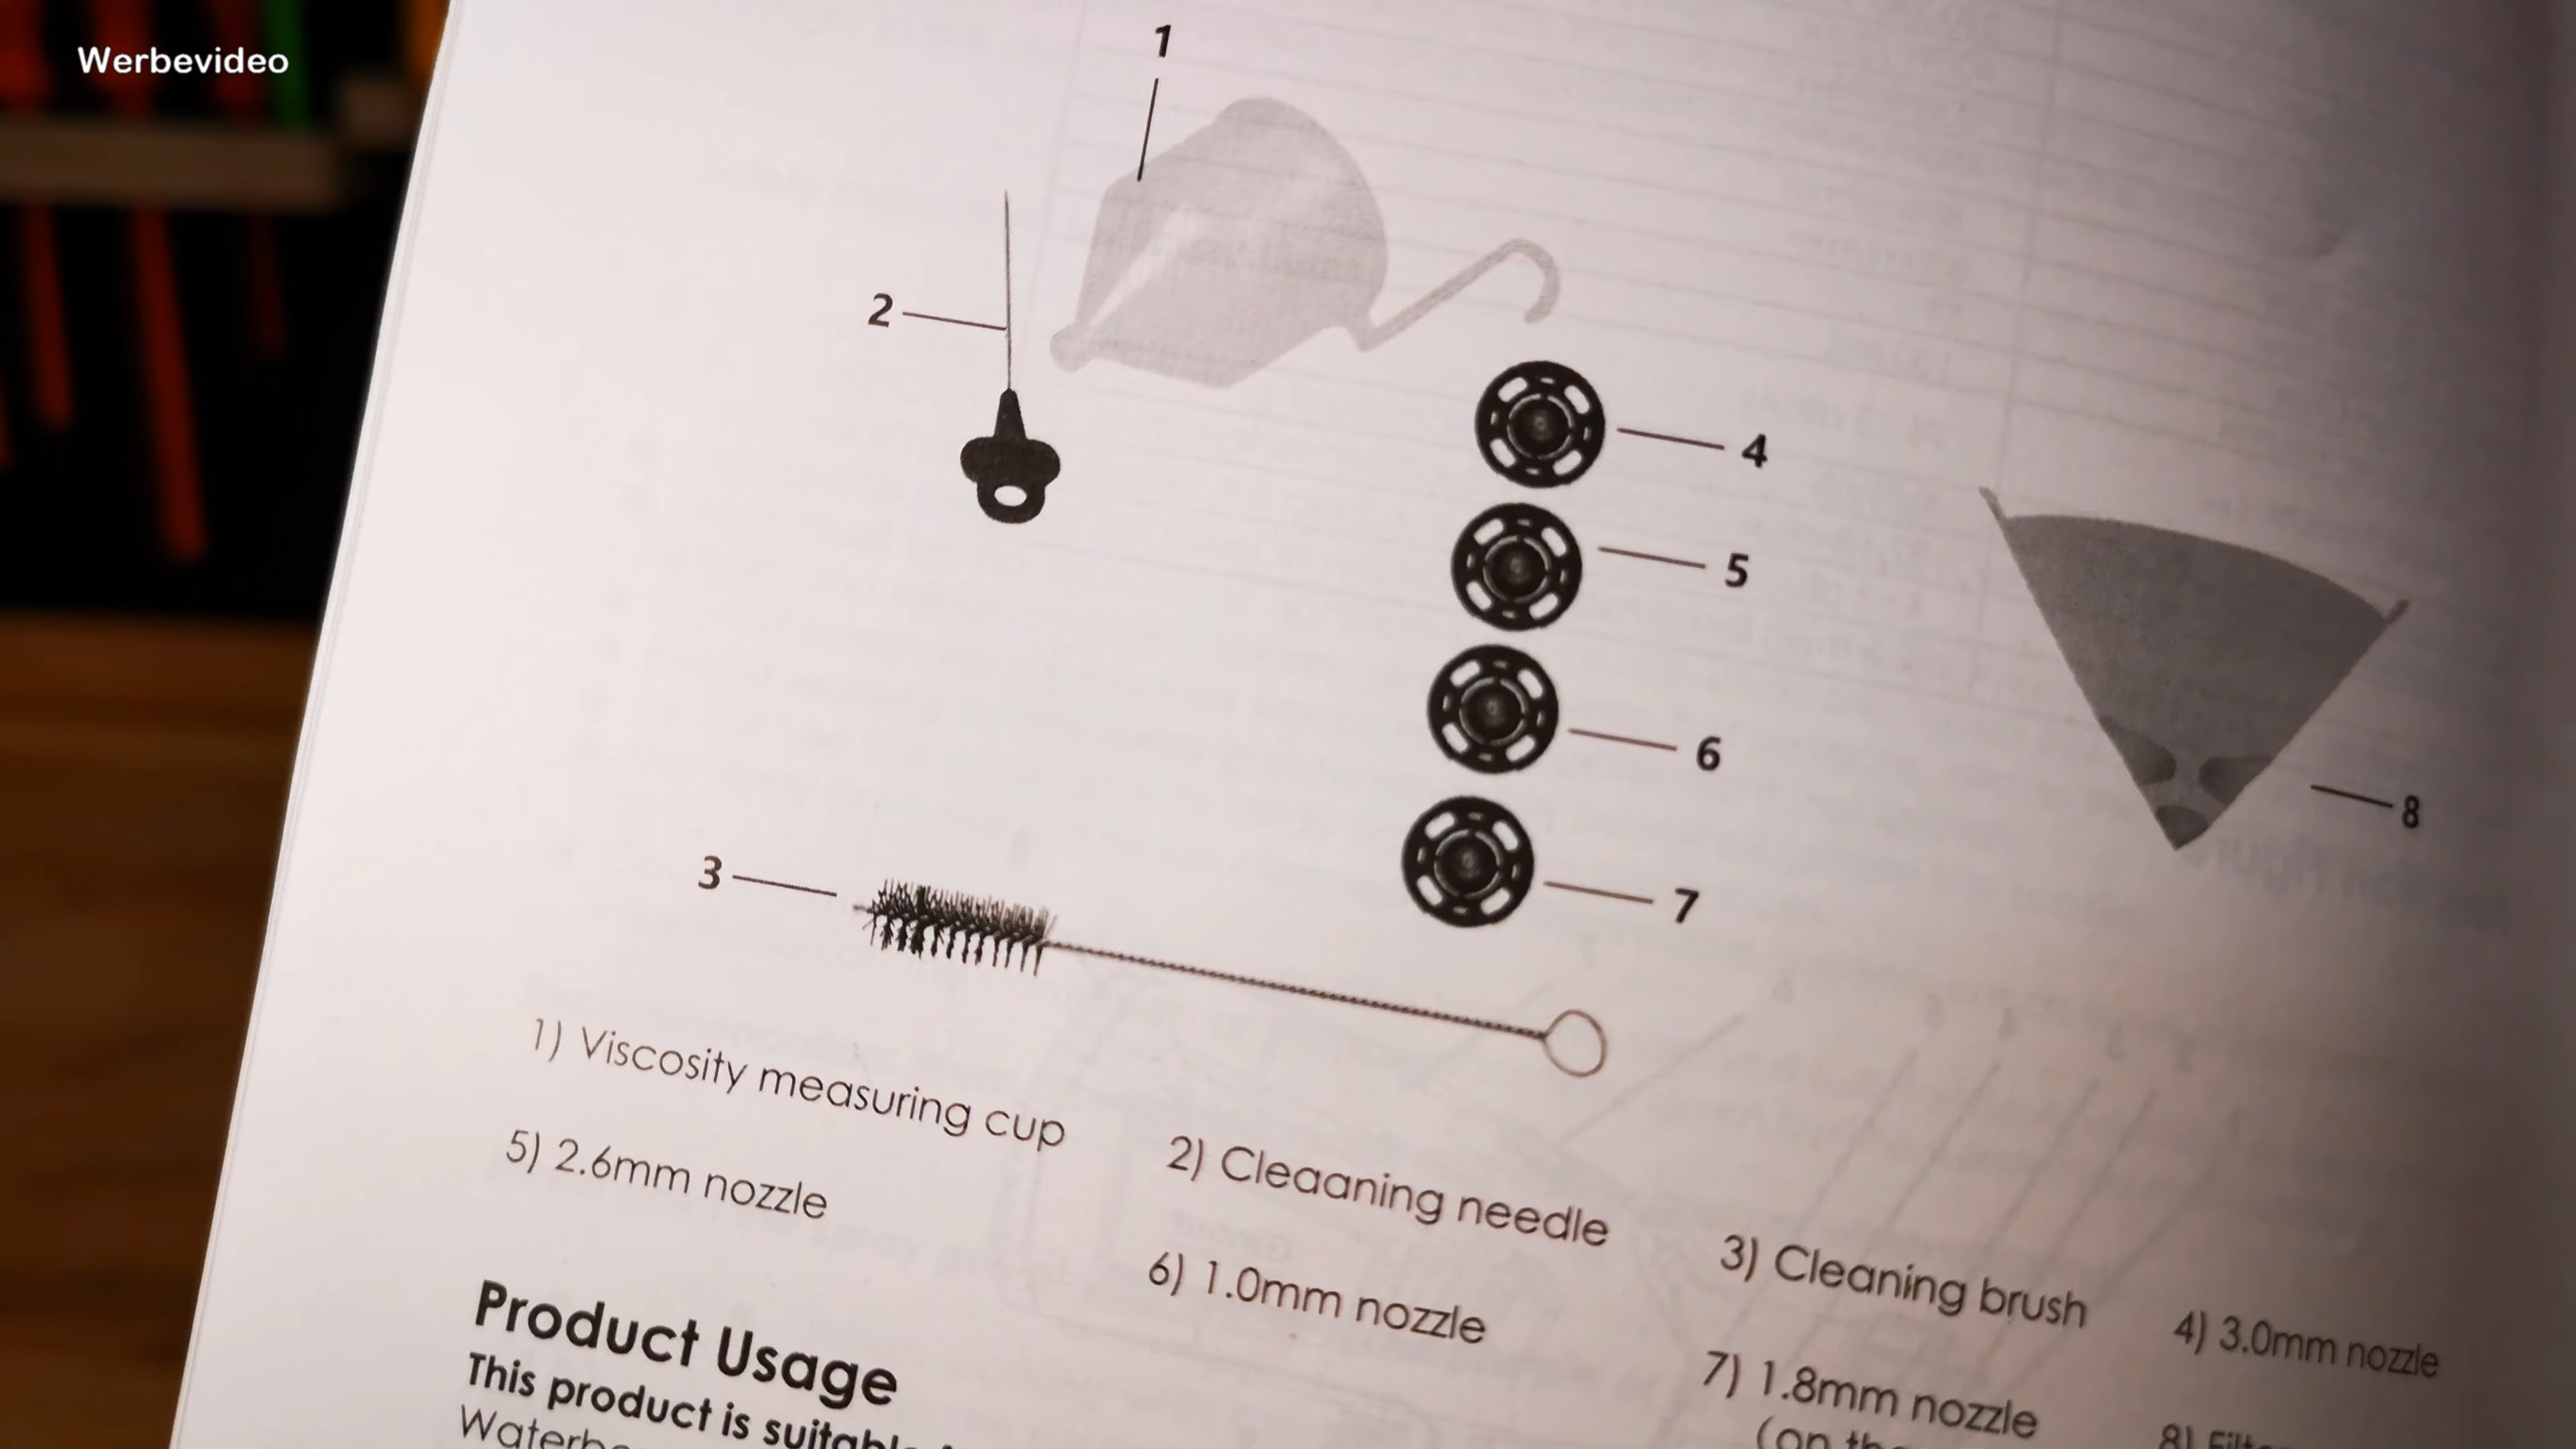 Werbevideo
1
2
4
5
6
8
3
7
1) Viscosity measuring cup
2) Cleaaning needle
3) Cleaning brush
4) 3.0mm nozzle
5) 2.6mm nozzle
6) 1.0mm nozzle
7) 1.8mm nozzle
(on
8)
Product Usage
This product is